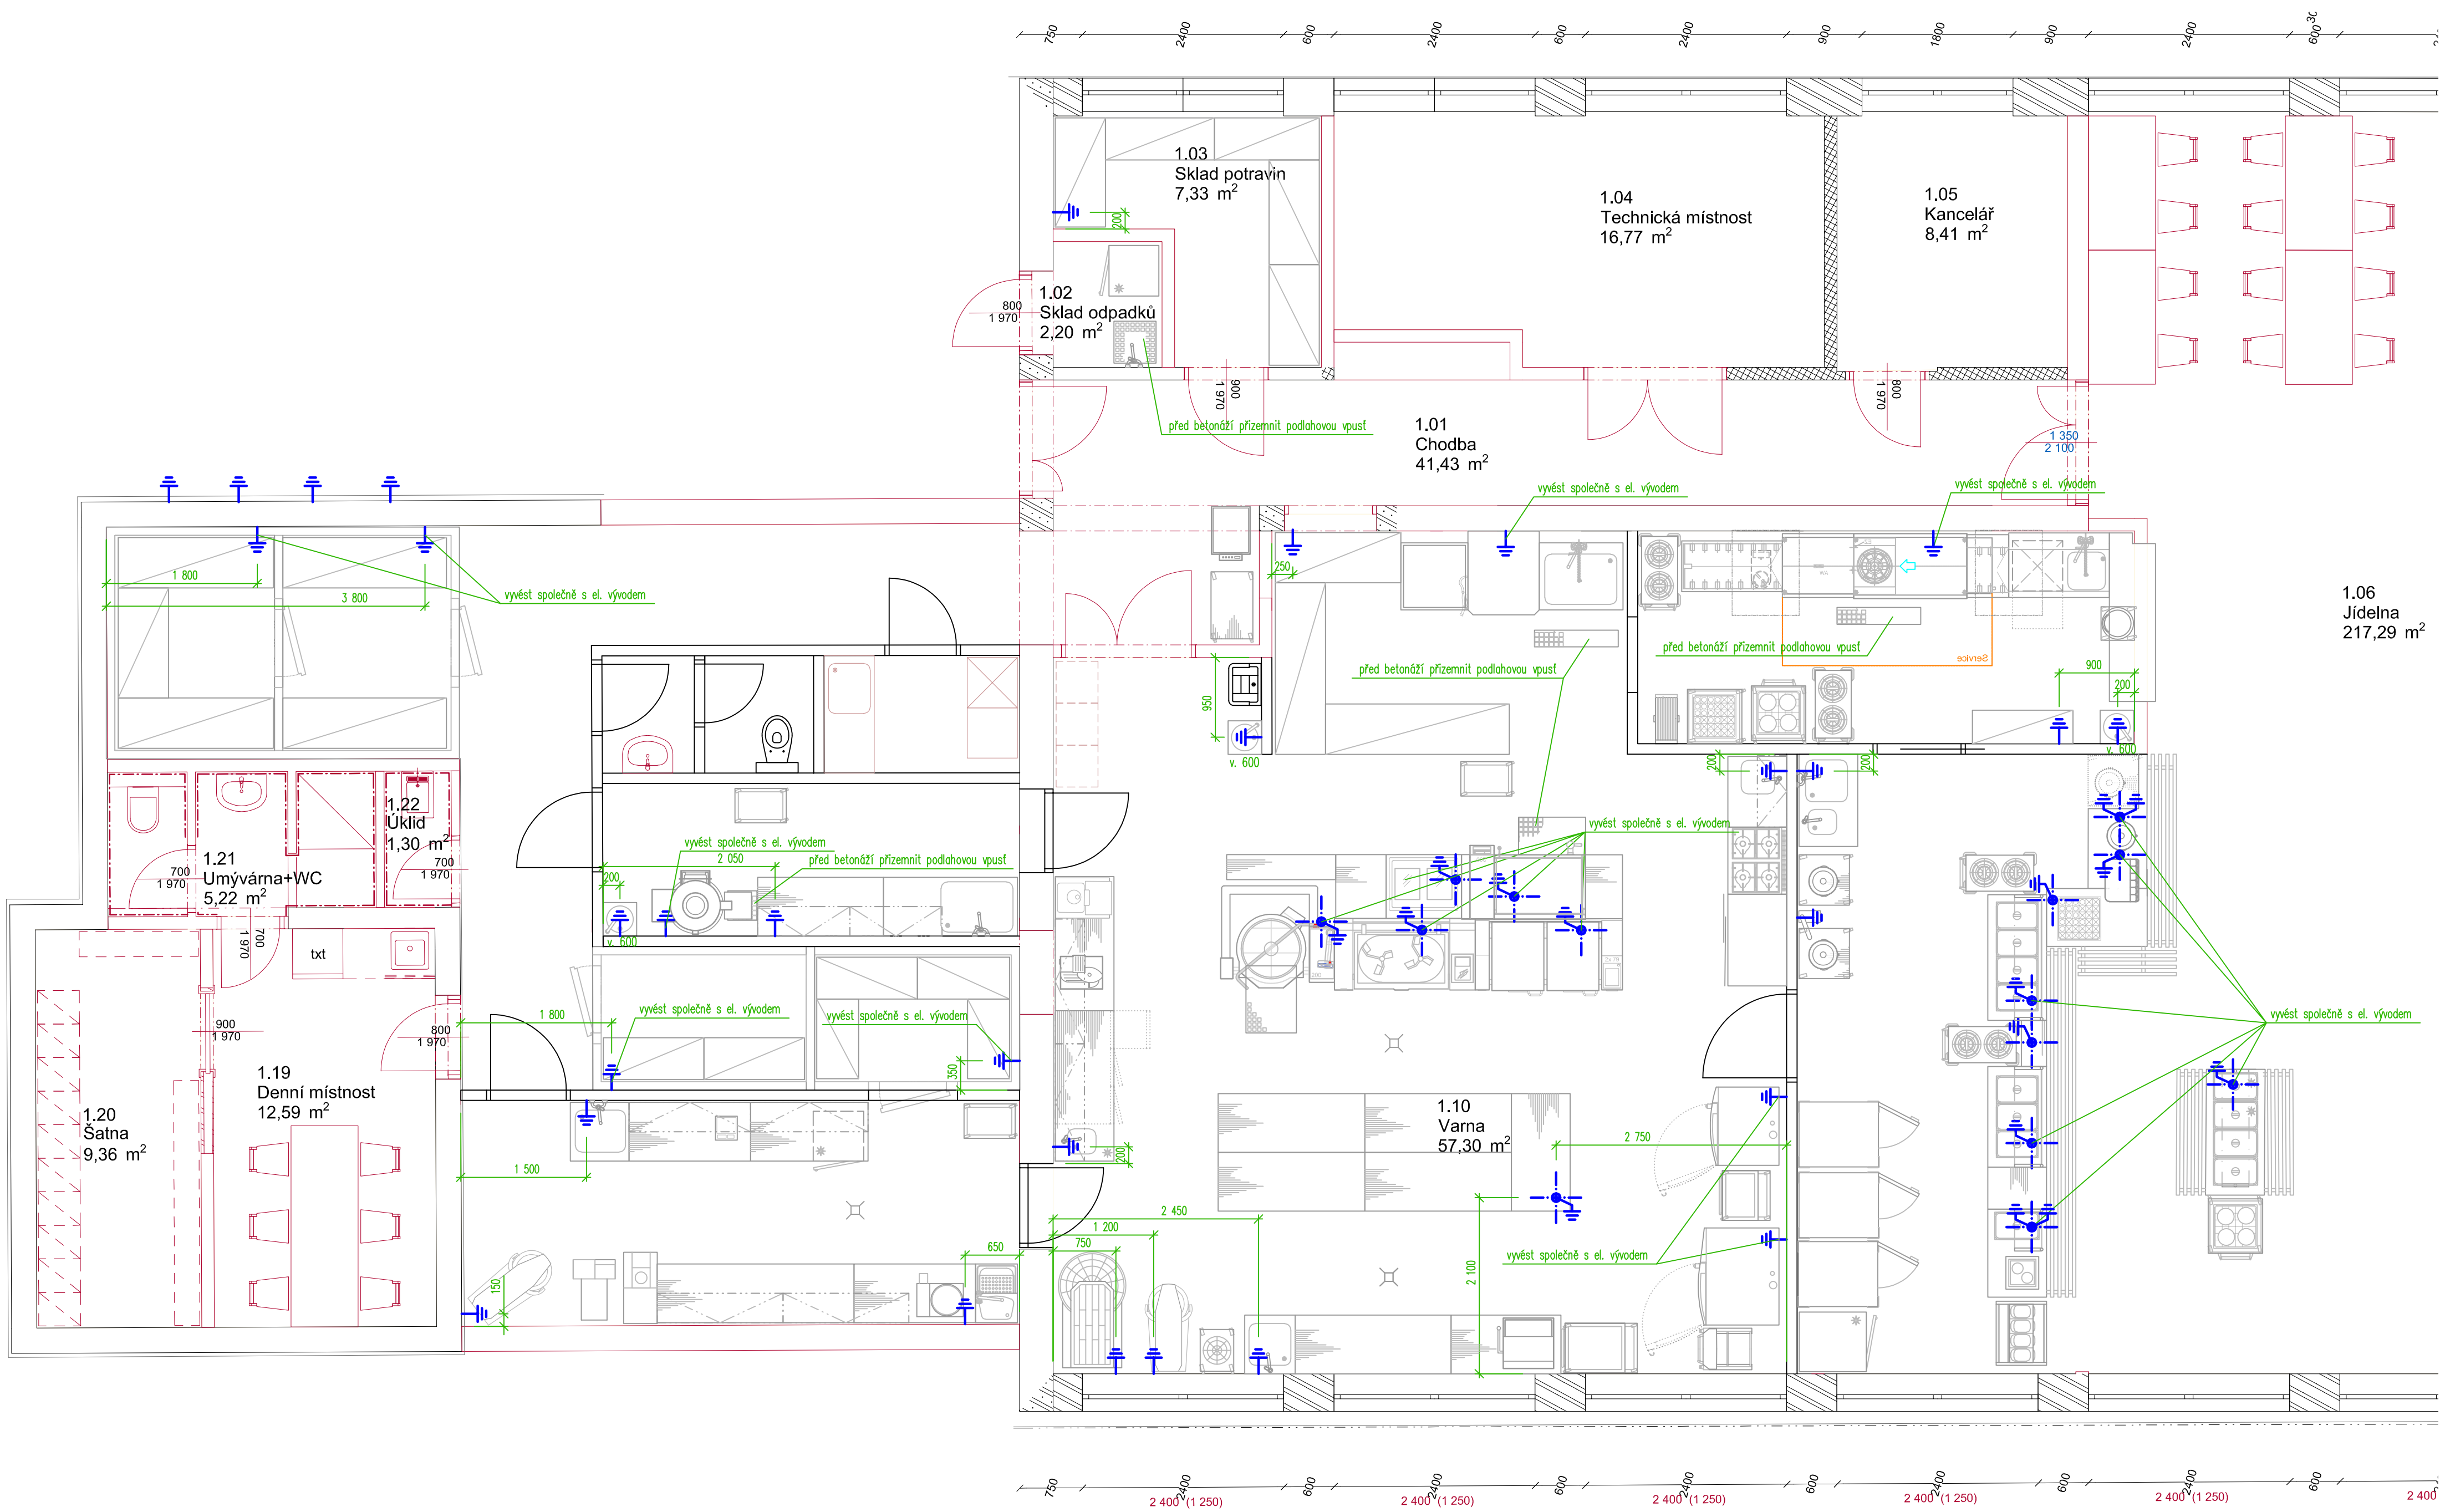 750
2400
600
2400
600
2400
900
1800
900
2400
600
1.03
Sklad potravin
7,33 m²
200
1.04
Technická místnost
16,77 m²
1.05
Kancelář
8,41 m²
800
1 970
1.02
Sklad odpadků
2,20 m²
900
1 970
800
1 970
před betonáží přizemnit podlahovou vpusť
1.01
Chodba
41,43 m²
1 350
2 100
vyvést společně s el. vývodem
vyvést společně s el. vývodem
1 800
3 800
vyvést společně s el. vývodem
250
1.06
Jídelna
217,29 m²
před betonáží přizemnit podlahovou vpusť
Service
před betonáží přizemnit podlahovou vpusť
900
200
950
v. 600
v. 600
200
200
1.22
Úklid
1,30 m²
700
1 970
1.21
Umývárna+WC
5,22 m²
700
1 970
vyvést společně s el. vývodem
2 050
před betonáží přizemnit podlahovou vpusť
200
v. 600
vyvést společně s el. vývodem
700
1 970
txt
900
1 970
800
1 970
1 800
vyvést společně s el. vývodem
vyvést společně s el. vývodem
350
vyvést společně s el. vývodem
1.19
Denní místnost
12,59 m²
1.20
Šatna
9,36 m²
1.10
Varna
57,30 m²
2 750
200
1 500
2 450
1 200
750
650
150
2 100
vyvést společně s el. vývodem
750
2400
600
2400
600
2400
600
2400
600
2400
600
2 400 (1 250)
2 400 (1 250)
2 400 (1 250)
2 400 (1 250)
2 400 (1 250)
2 400